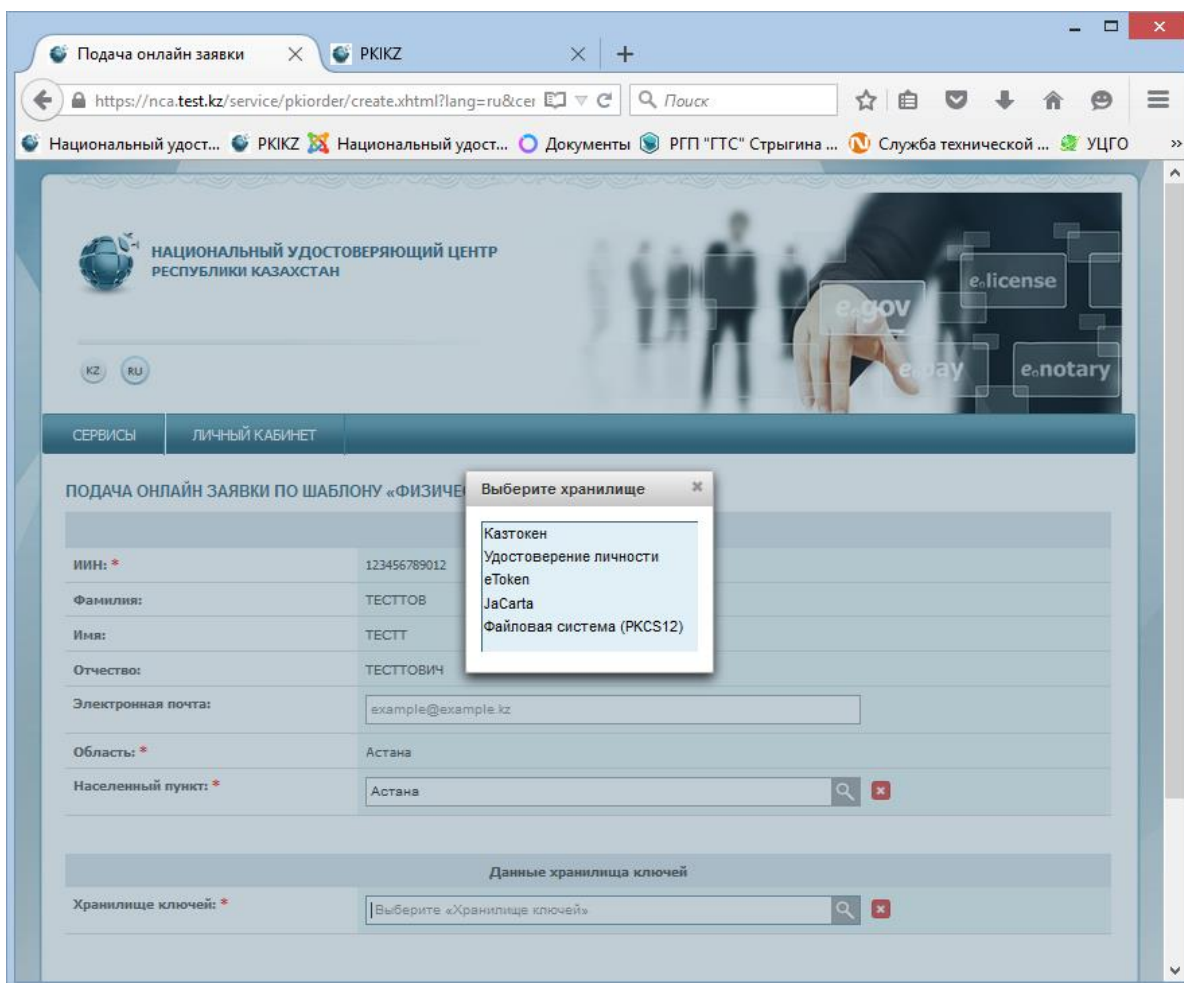 Подача онлайн заявки
PKIKZ
https://nca.test.kz/service/pkiorder/create.xhtml?lang=ru&cer
Поиск
Национальный удост... PKIKZ Национальный удост... Документы РГП "ГТС" Стрыгина ... Служба технической ... УЦГО
НАЦИОНАЛЬНЫЙ УДОСТОВЕРЯЮЩИЙ ЦЕНТР
РЕСПУБЛИКИ КАЗАХСТАН
e.license
e.gov
e.pay
e.notary
KZ RU
СЕРВИСЫ ЛИЧНЫЙ КАБИНЕТ
ПОДАЧА ОНЛАЙН ЗАЯВКИ ПО ШАБЛОНУ «ФИЗИЧЕ
Выберите хранилище
Казтокен
Удостоверение личности
eToken
JaCarta
Файловая система (PKCS12)
ИИН: * 123456789012
Фамилия: ТЕСТТОВ
Имя: ТЕСТТ
Отчество: ТЕСТТОВИЧ
Электронная почта: example@example.kz
Область: * Астана
Населенный пункт: * Астана
Данные хранилища ключей
Хранилище ключей: * Выберите «Хранилище ключей»